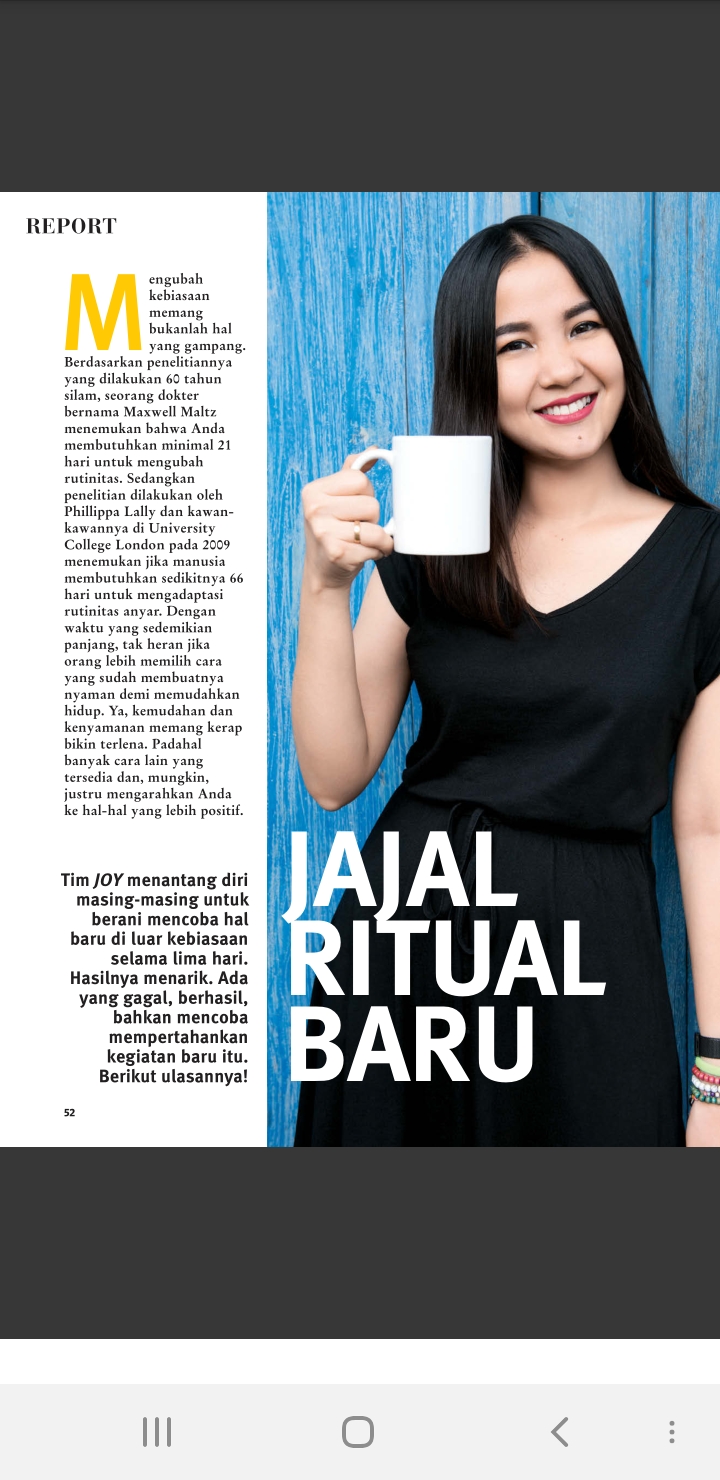 REPORT
Mengubah
kebiasaan
memang
bukanlah hal
yang gampang.
Berdasarkan penelitiannya
yang dilakukan 60 tahun
silam, seorang dokter
bernama Maxwell Maltz
menemukan bahwa Anda
membutuhkan minimal 21
hari untuk mengubah
rutinitas. Sedangkan
penelitian dilakukan oleh
Phillippa Lally dan kawan-
kawannya di University
College London pada 2009
menemukan jika manusia
membutuhkan sedikitnya 66
hari untuk mengadaptasi
rutinitas anyar. Dengan
waktu yang sedemikian
panjang, tak heran jika
orang lebih memilih cara
yang sudah membuatnya
nyaman demi memudahkan
hidup. Ya, kemudahan dan
kenyamanan memang kerap
bikin terlena. Padahal
banyak cara lain yang
tersedia dan, mungkin,
justru mengarahkan Anda
ke hal-hal yang lebih positif.
Tim JOY menantang diri
masing-masing untuk
berani mencoba hal
baru di luar kebiasaan
selama lima hari.
Hasilnya menarik. Ada
yang gagal, berhasil,
bahkan mencoba
mempertahankan
kegiatan baru itu.
Berikut ulasannya!
52
JAJAL
RITUAL
BARU